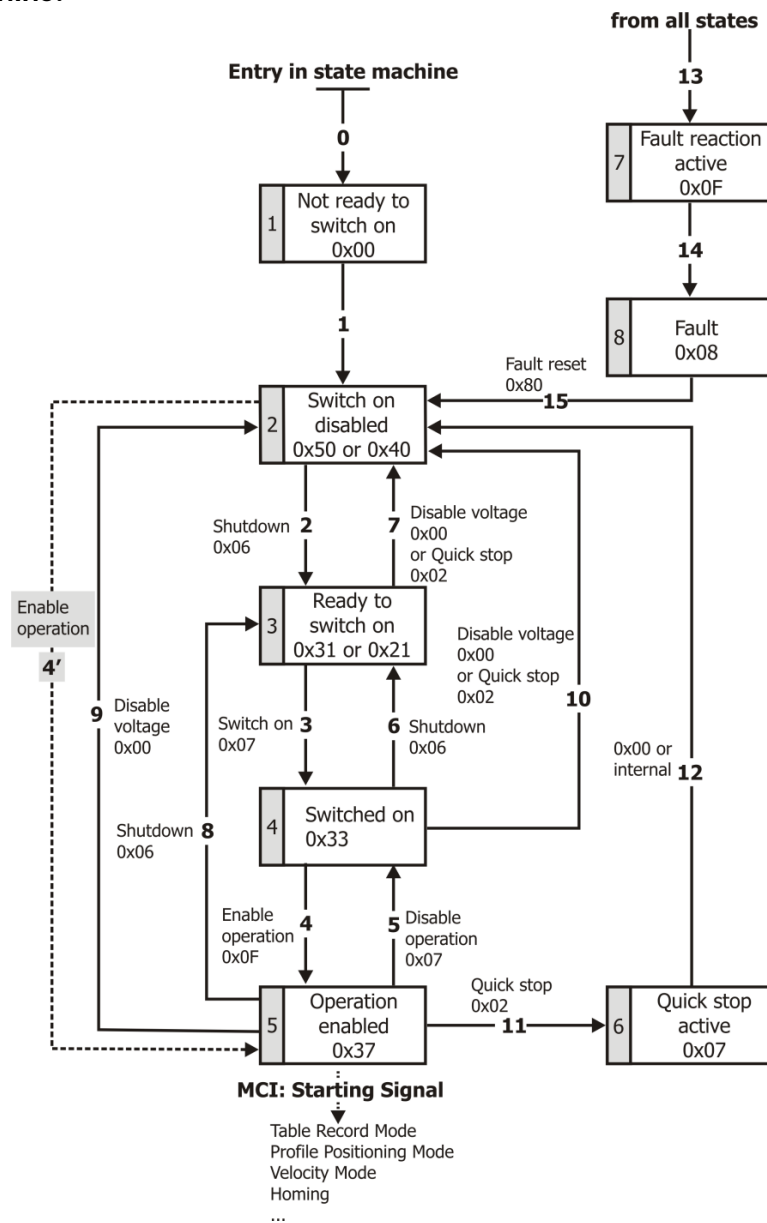 from all states
Entry in state machine
13
0
7
Fault reaction
active
0x0F
1
Not ready to
switch on
0x00
14
1
8
Fault
0x08
Fault reset
0x80
15
2
Switch on
disabled
0x50 or 0x40
Shutdown
0x06
2
7
Disable voltage
0x00
or Quick stop
0x02
Enable
operation
4’
3
Ready to
switch on
0x31 or 0x21
Disable voltage
0x00
or Quick stop
0x02
10
9
Disable
voltage
0x00
Switch on
0x07
3
6
Shutdown
0x06
0x00 or
internal
12
Shutdown
0x06
8
4
Switched on
0x33
Enable
operation
0x0F
4
5
Disable
operation
0x07
Quick stop
0x02
11
5
Operation
enabled
0x37
6
Quick stop
active
0x07
MCI: Starting Signal
Table Record Mode
Profile Positioning Mode
Velocity Mode
Homing
...